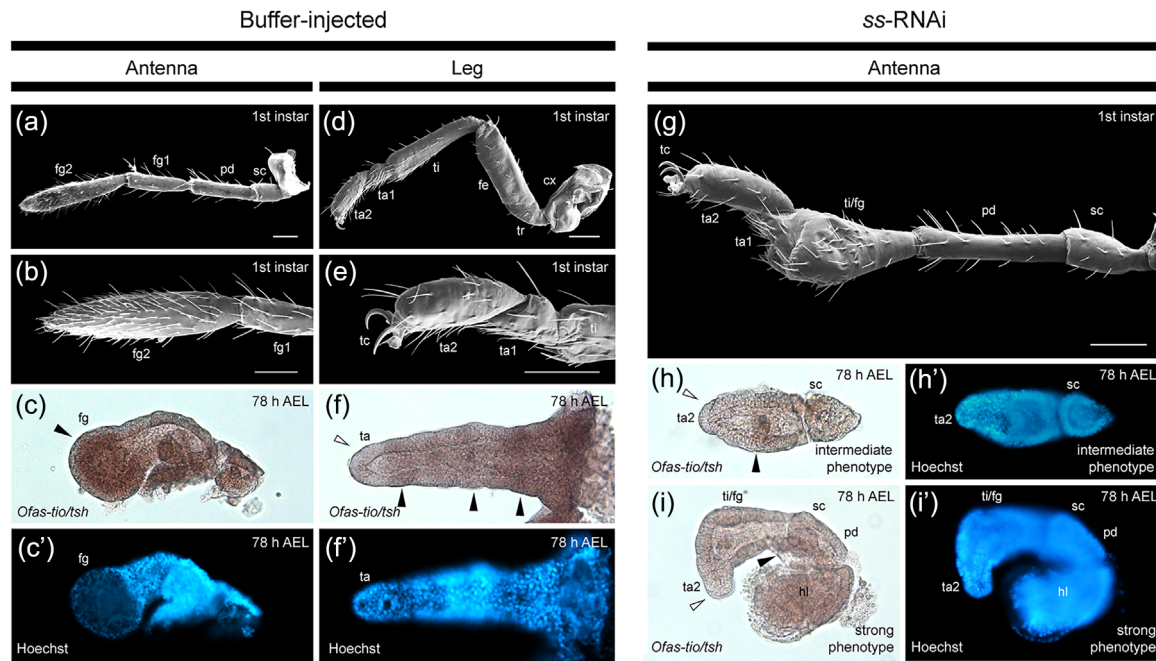 Buffer-injected
ss-RNAi
Antenna
Leg
Antenna
(a)
1st instar
fg2
fg1
pd
sc
(d)
1st instar
ta2
ta1
ti
fe
tr
cx
(g)
1st instar
tc
ta2
ta1
ti/fg
pd
sc
(b)
1st instar
fg2
fg1
(e)
1st instar
tc
ta2
ta1
ti
(c)
78 h AEL
fg
Ofas-tio/tsh
(f)
78 h AEL
ta
Ofas-tio/tsh
(h)
78 h AEL
sc
ta2
intermediate
phenotype
Ofas-tio/tsh
(h’)
78 h AEL
sc
ta2
Hoechst
intermediate
phenotype
(c’)
78 h AEL
fg
Hoechst
(f’)
78 h AEL
ta
Hoechst
(i)
78 h AEL
ti/fg
sc
pd
ta2
hl
Ofas-tio/tsh
strong
phenotype
(i’)
78 h AEL
ti/fg
sc
pd
ta2
hl
Hoechst
strong
phenotype